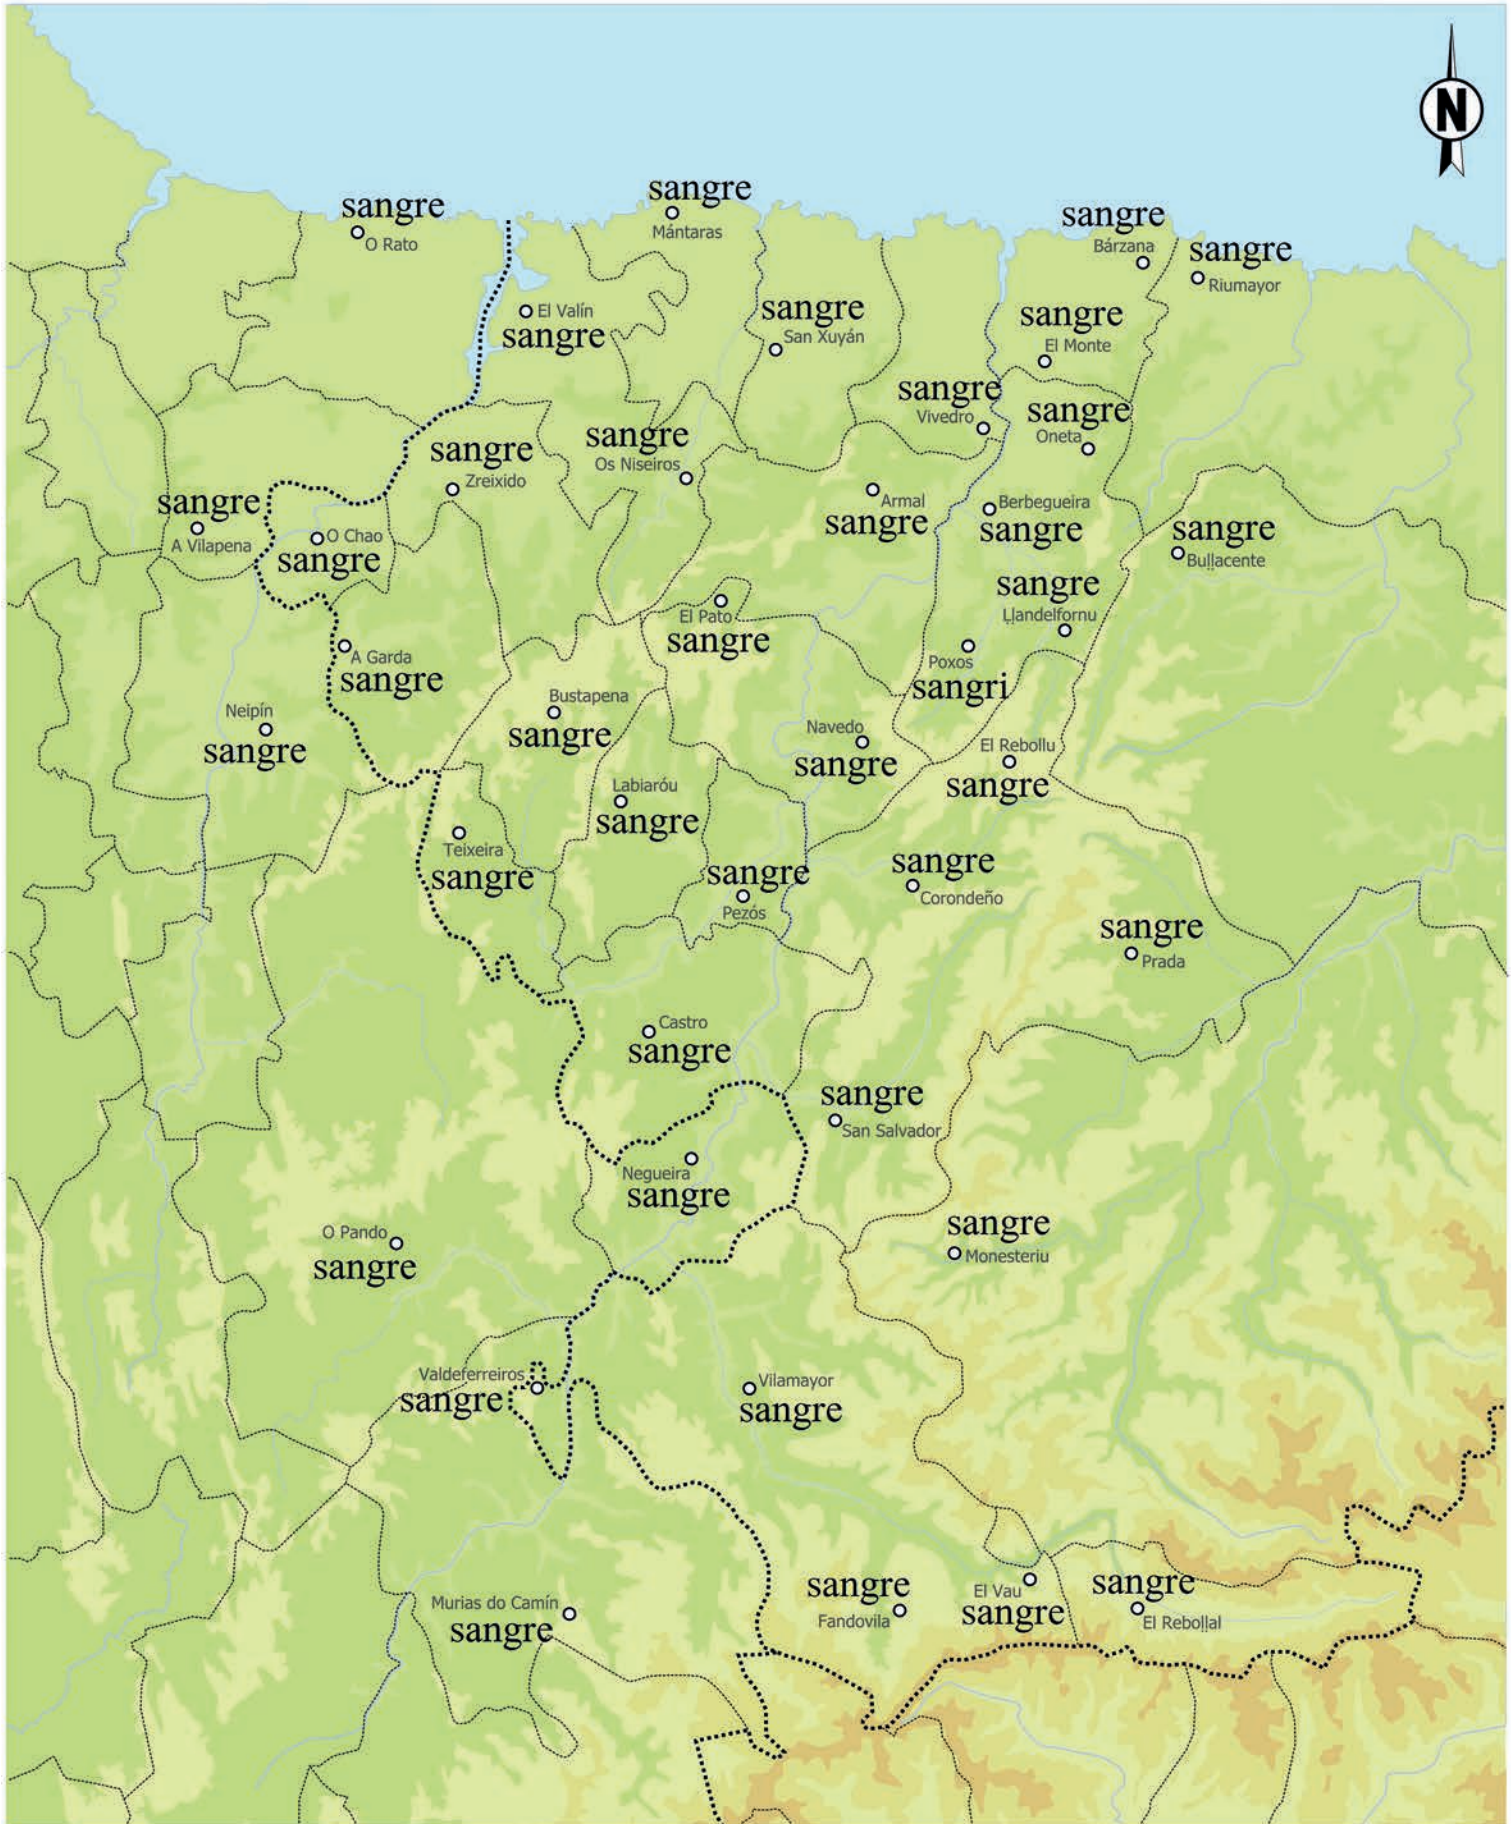 N
sangre
Mántaras
sangre
O Rato
sangre
Bárzana
sangre
Riumayor
El Valín
sangre
sangre
San Xuyán
sangre
El Monte
sangre
Vivedro
sangre
Oneta
sangre
Os Niseiros
sangre
Zreixido
sangre
A Vilapena
Armal
sangre
Berbegueira
sangre
O Chao
sangre
sangre
Buḷḷacente
sangre
Ḷḷandelfornu
El Pato
sangre
A Garda
sangre
Poxos
sangri
Bustapena
sangre
Neipín
sangre
Navedo
sangre
El Rebollu
sangre
Labiaróu
sangre
Teixeira
sangre
sangre
Pezós
sangre
Corondeño
sangre
Prada
Castro
sangre
sangre
San Salvador
Negueira
sangre
O Pando
sangre
sangre
Monesteriu
Valdeferreiros
sangre
Vilamayor
sangre
sangre
Fandovila
El Vau
sangre
sangre
El Reboḷḷal
Murias do Camín
sangre